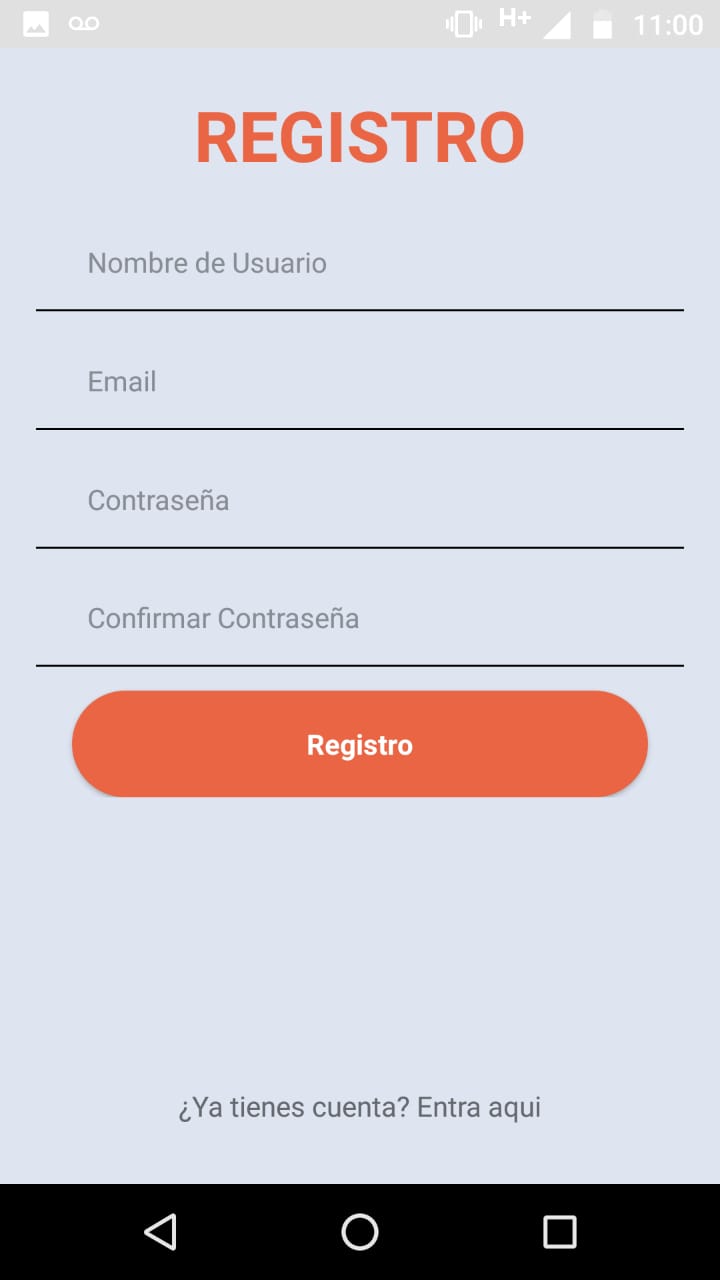 H+ 11:00
REGISTRO
Nombre de Usuario
Email
Contraseña
Confirmar Contraseña
Registro
¿Ya tienes cuenta? Entra aqui